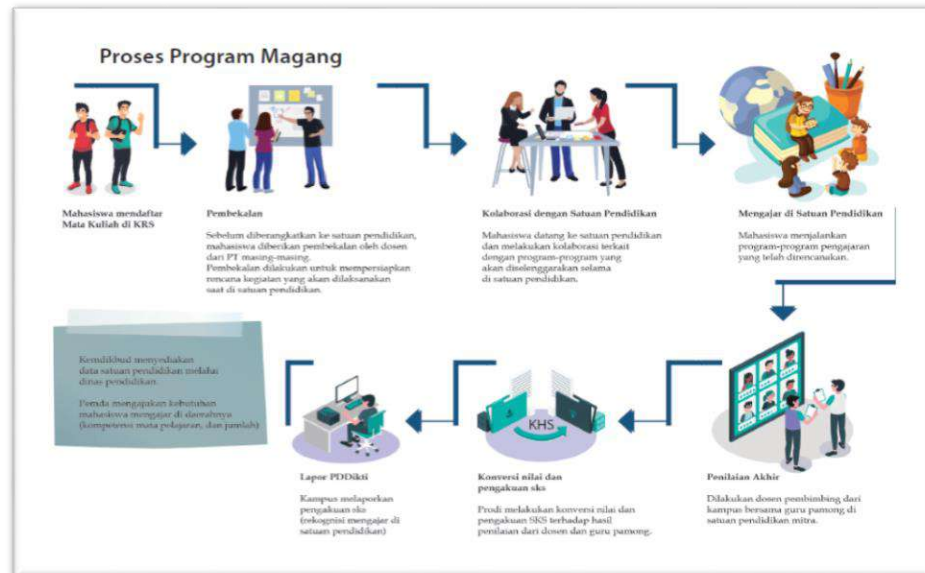 Proses Program Magang
Mahasiswa mendaftar
Mata Kuliah di KRS
Pembekalan
Sebelum diberangkatkan ke satuan pendidikan,
mahasiswa diberikan pembekalan oleh dosen
dari PT masing-masing.
Pembekalan dilakukan untuk mempersiapkan
rencana kegiatan yang akan dilaksanakan
saat di satuan pendidikan.
Kolaborasi dengan Satuan Pendidikan
Mahasiswa datang ke satuan pendidikan
dan melakukan kolaborasi terkait
dengan program-program yang
akan diselenggarakan selama
di satuan pendidikan.
Mengajar di Satuan Pendidikan
Mahasiswa menjalankan
program-program pengajaran
yang telah direncanakan.
Kemdikbud menyediakan
data satuan pendidikan melalui
dinas pendidikan.
Pemda mengajukan kebutuhan
mahasiswa mengajar di daerahnya
(kompetensi mata pelajaran, dan jumlah)
Lapor PDDikti
Kampus melaporkan
pengakuan sks
(rekognisi mengajar di
satuan pendidikan)
KHS
Konversi nilai dan
pengakuan sks
Prodi melakukan konversi nilai dan
pengakuan SKS terhadap hasil
penilaian dari dosen dan guru pamong.
Penilaian Akhir
Dilakukan dosen pembimbing dari
kampus bersama guru pamong di
satuan pendidikan mitra.